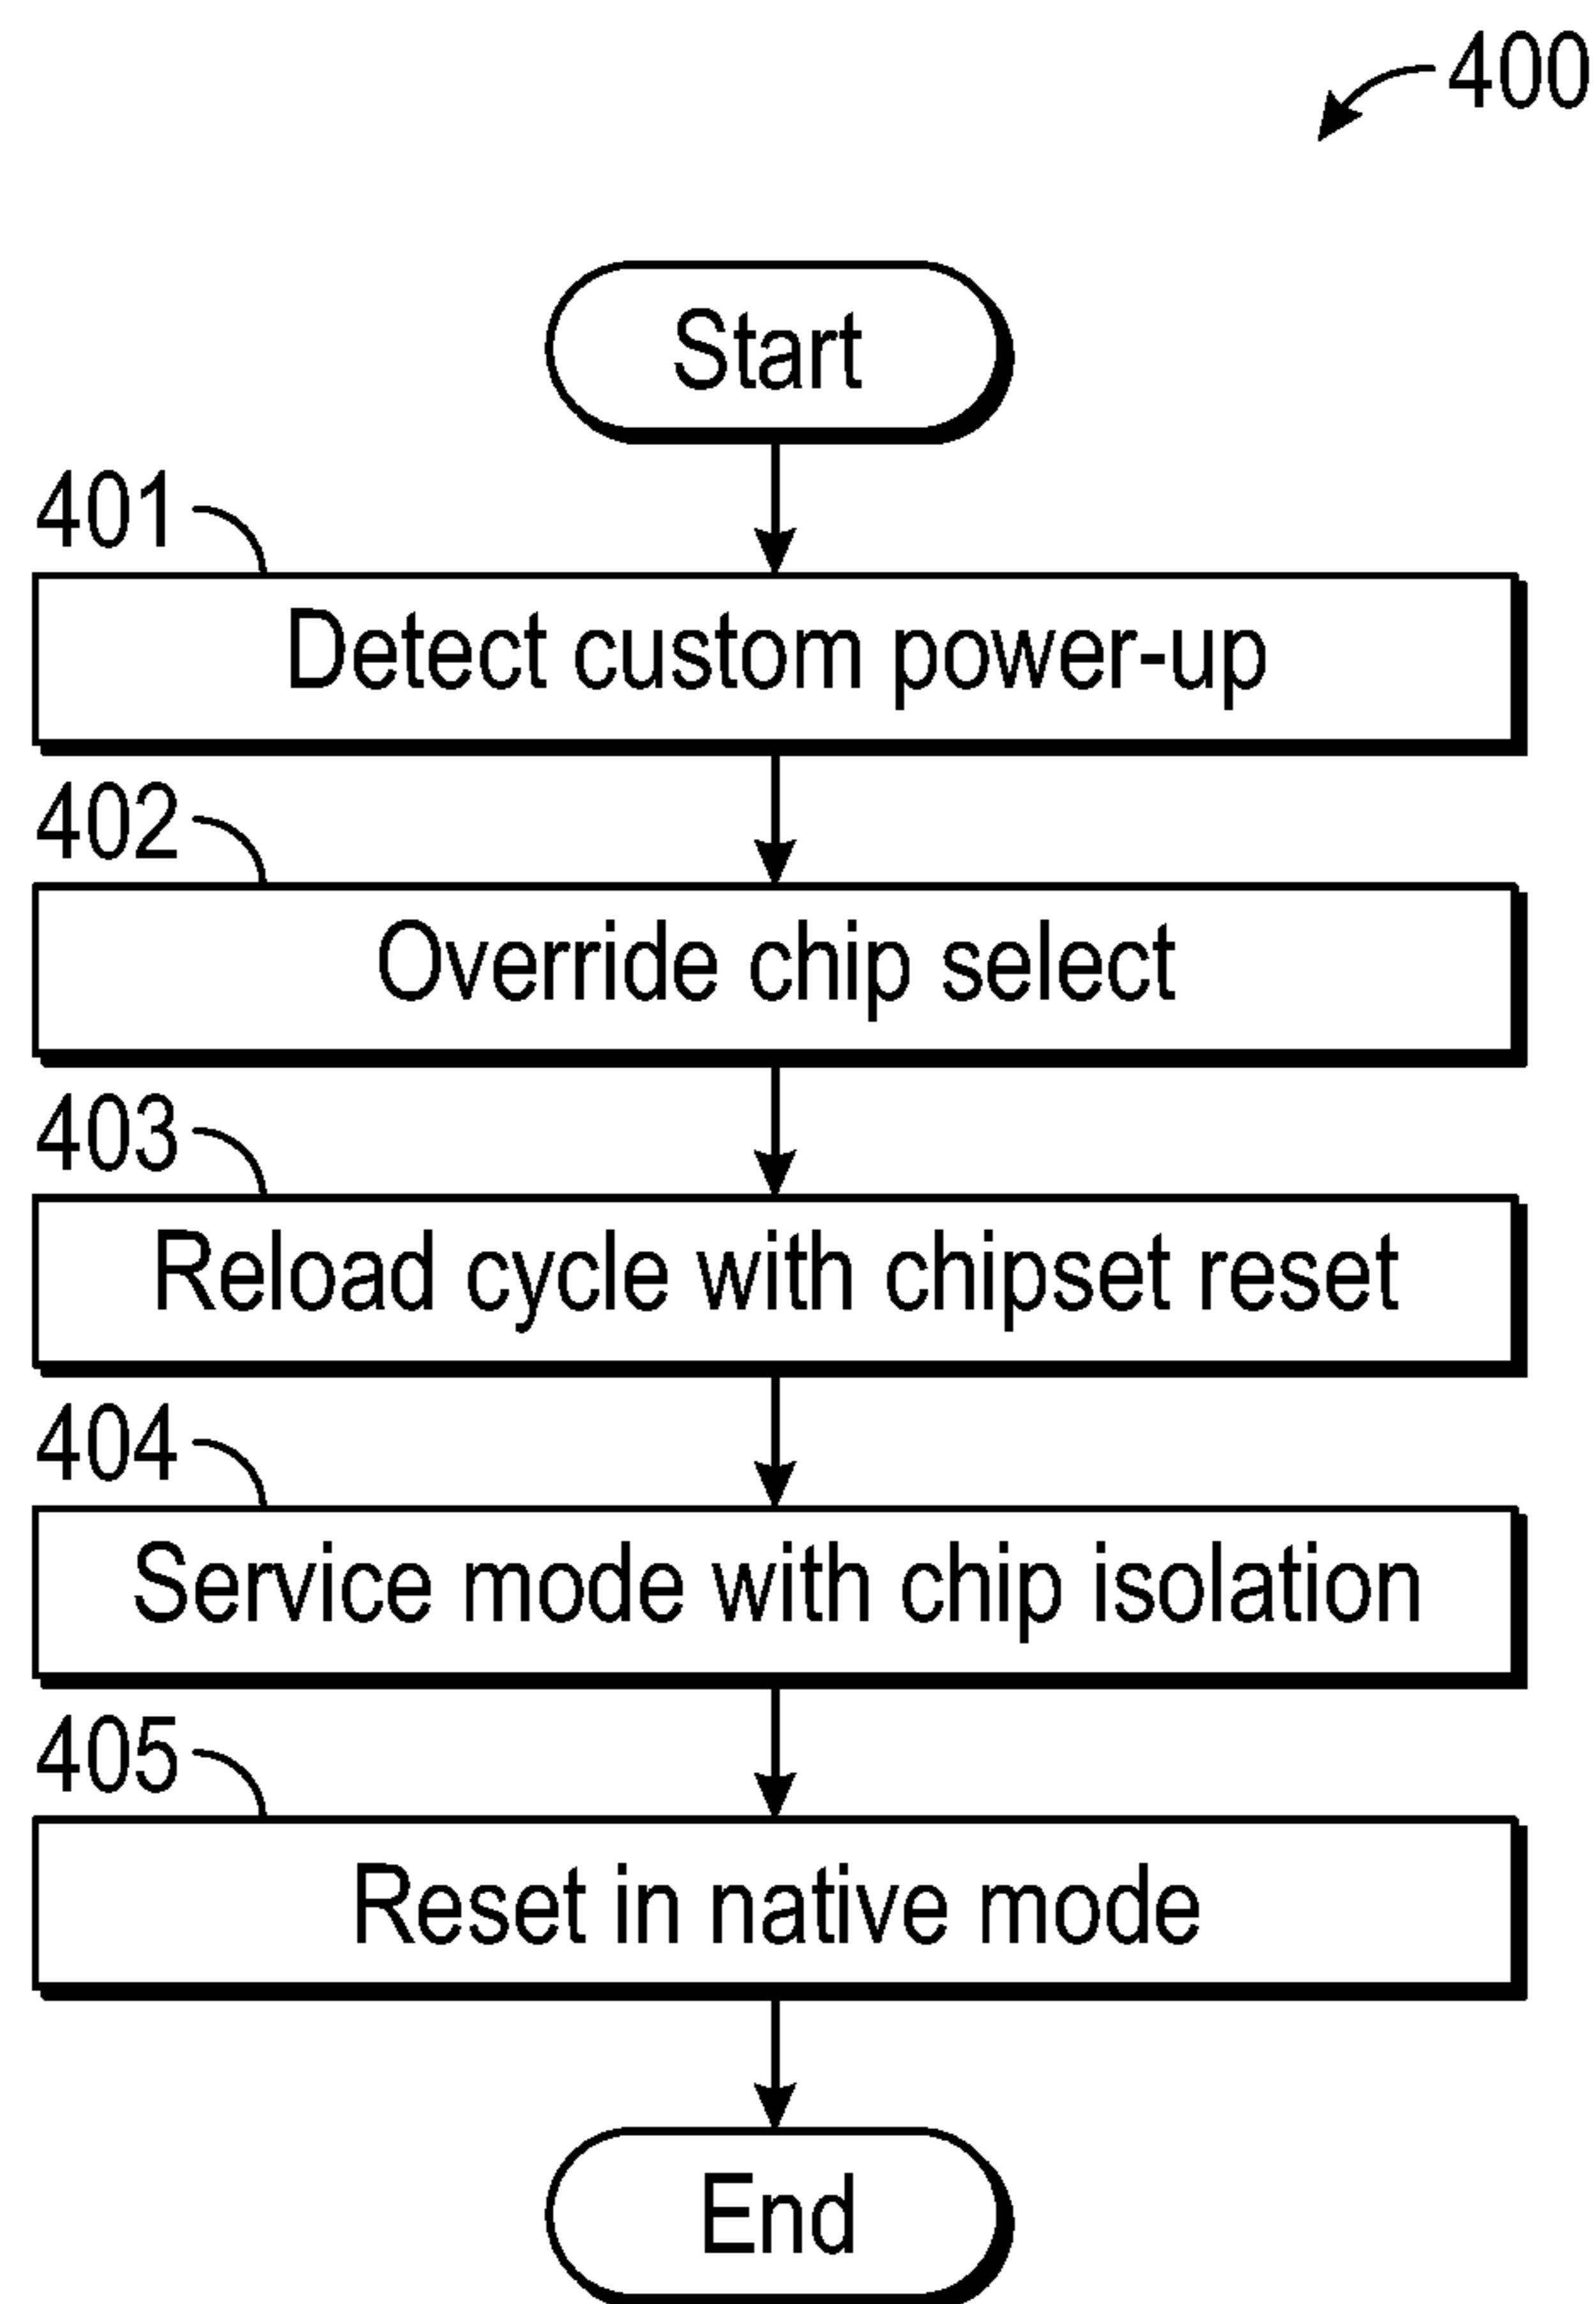 400
Start
401
Detect custom power-up
402
Override chip select
403
Reload cycle with chipset reset
404
Service mode with chip isolation
405
Reset in native mode
End